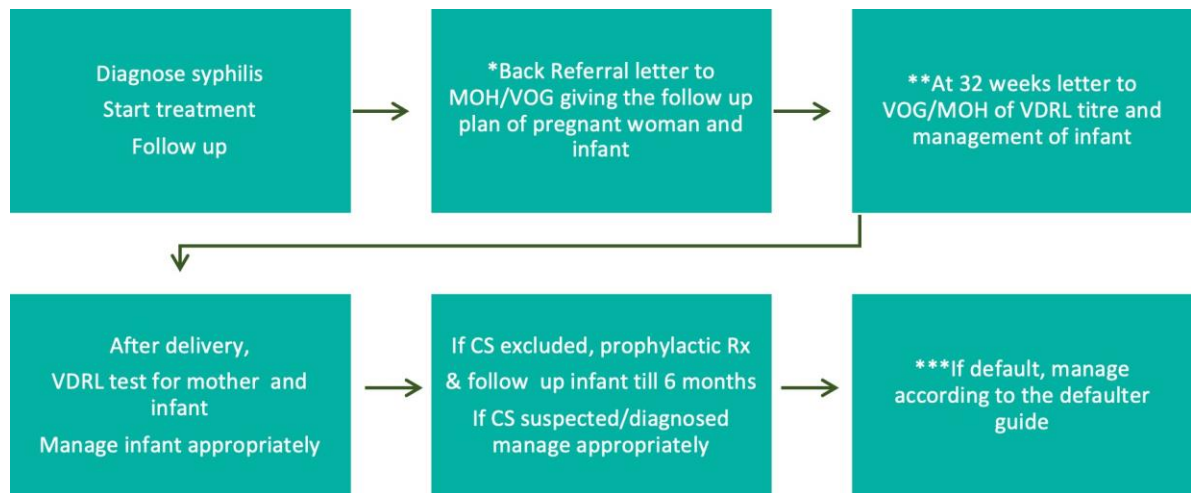 Diagnose syphilis
Start treatment
Follow up
*Back Referral letter to
MOH/VOG giving the follow up
plan of pregnant woman and
infant
**At 32 weeks letter to
VOG/MOH of VDRL titre and
management of infant
After delivery,
VDRL test for mother and
infant
Manage infant appropriately
If CS excluded, prophylactic Rx
& follow up infant till 6 months
If CS suspected/diagnosed
manage appropriately
***If default, manage
according to the defaulter
guide